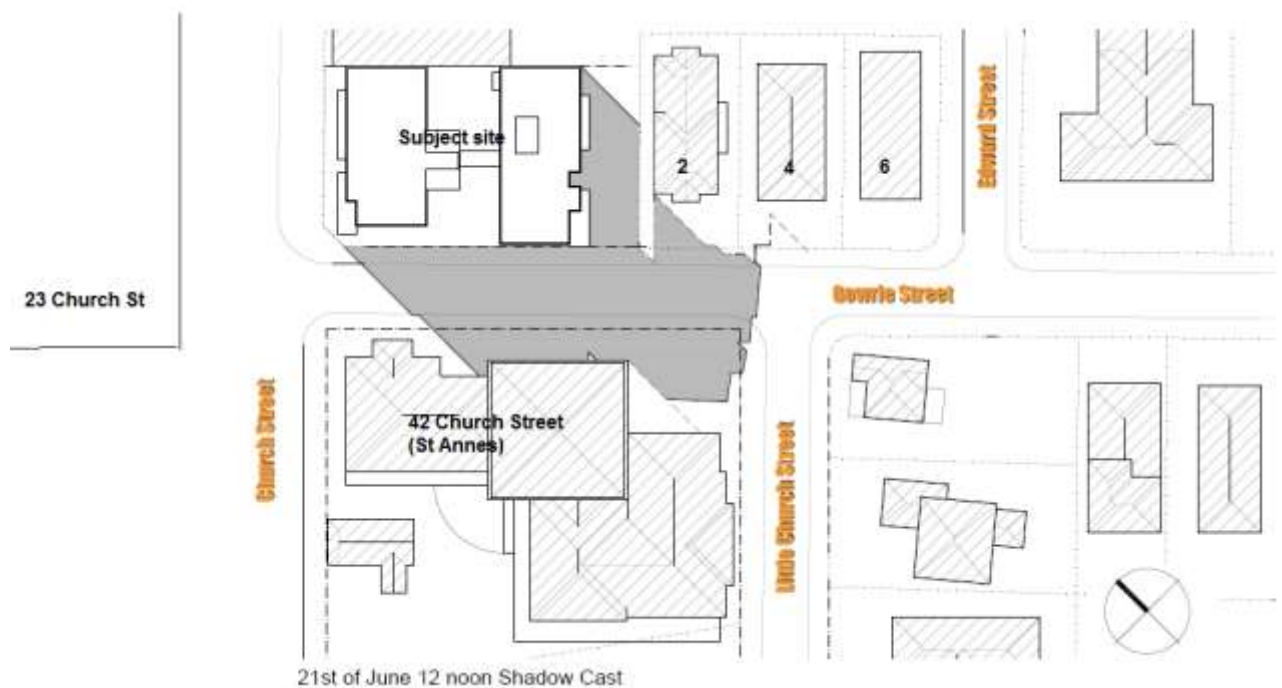 Subject site
2
4
6
Edward Street
23 Church St
Gowrie Street
Church Street
42 Church Street
(St Annes)
Little Church Street
21st of June 12 noon Shadow Cast